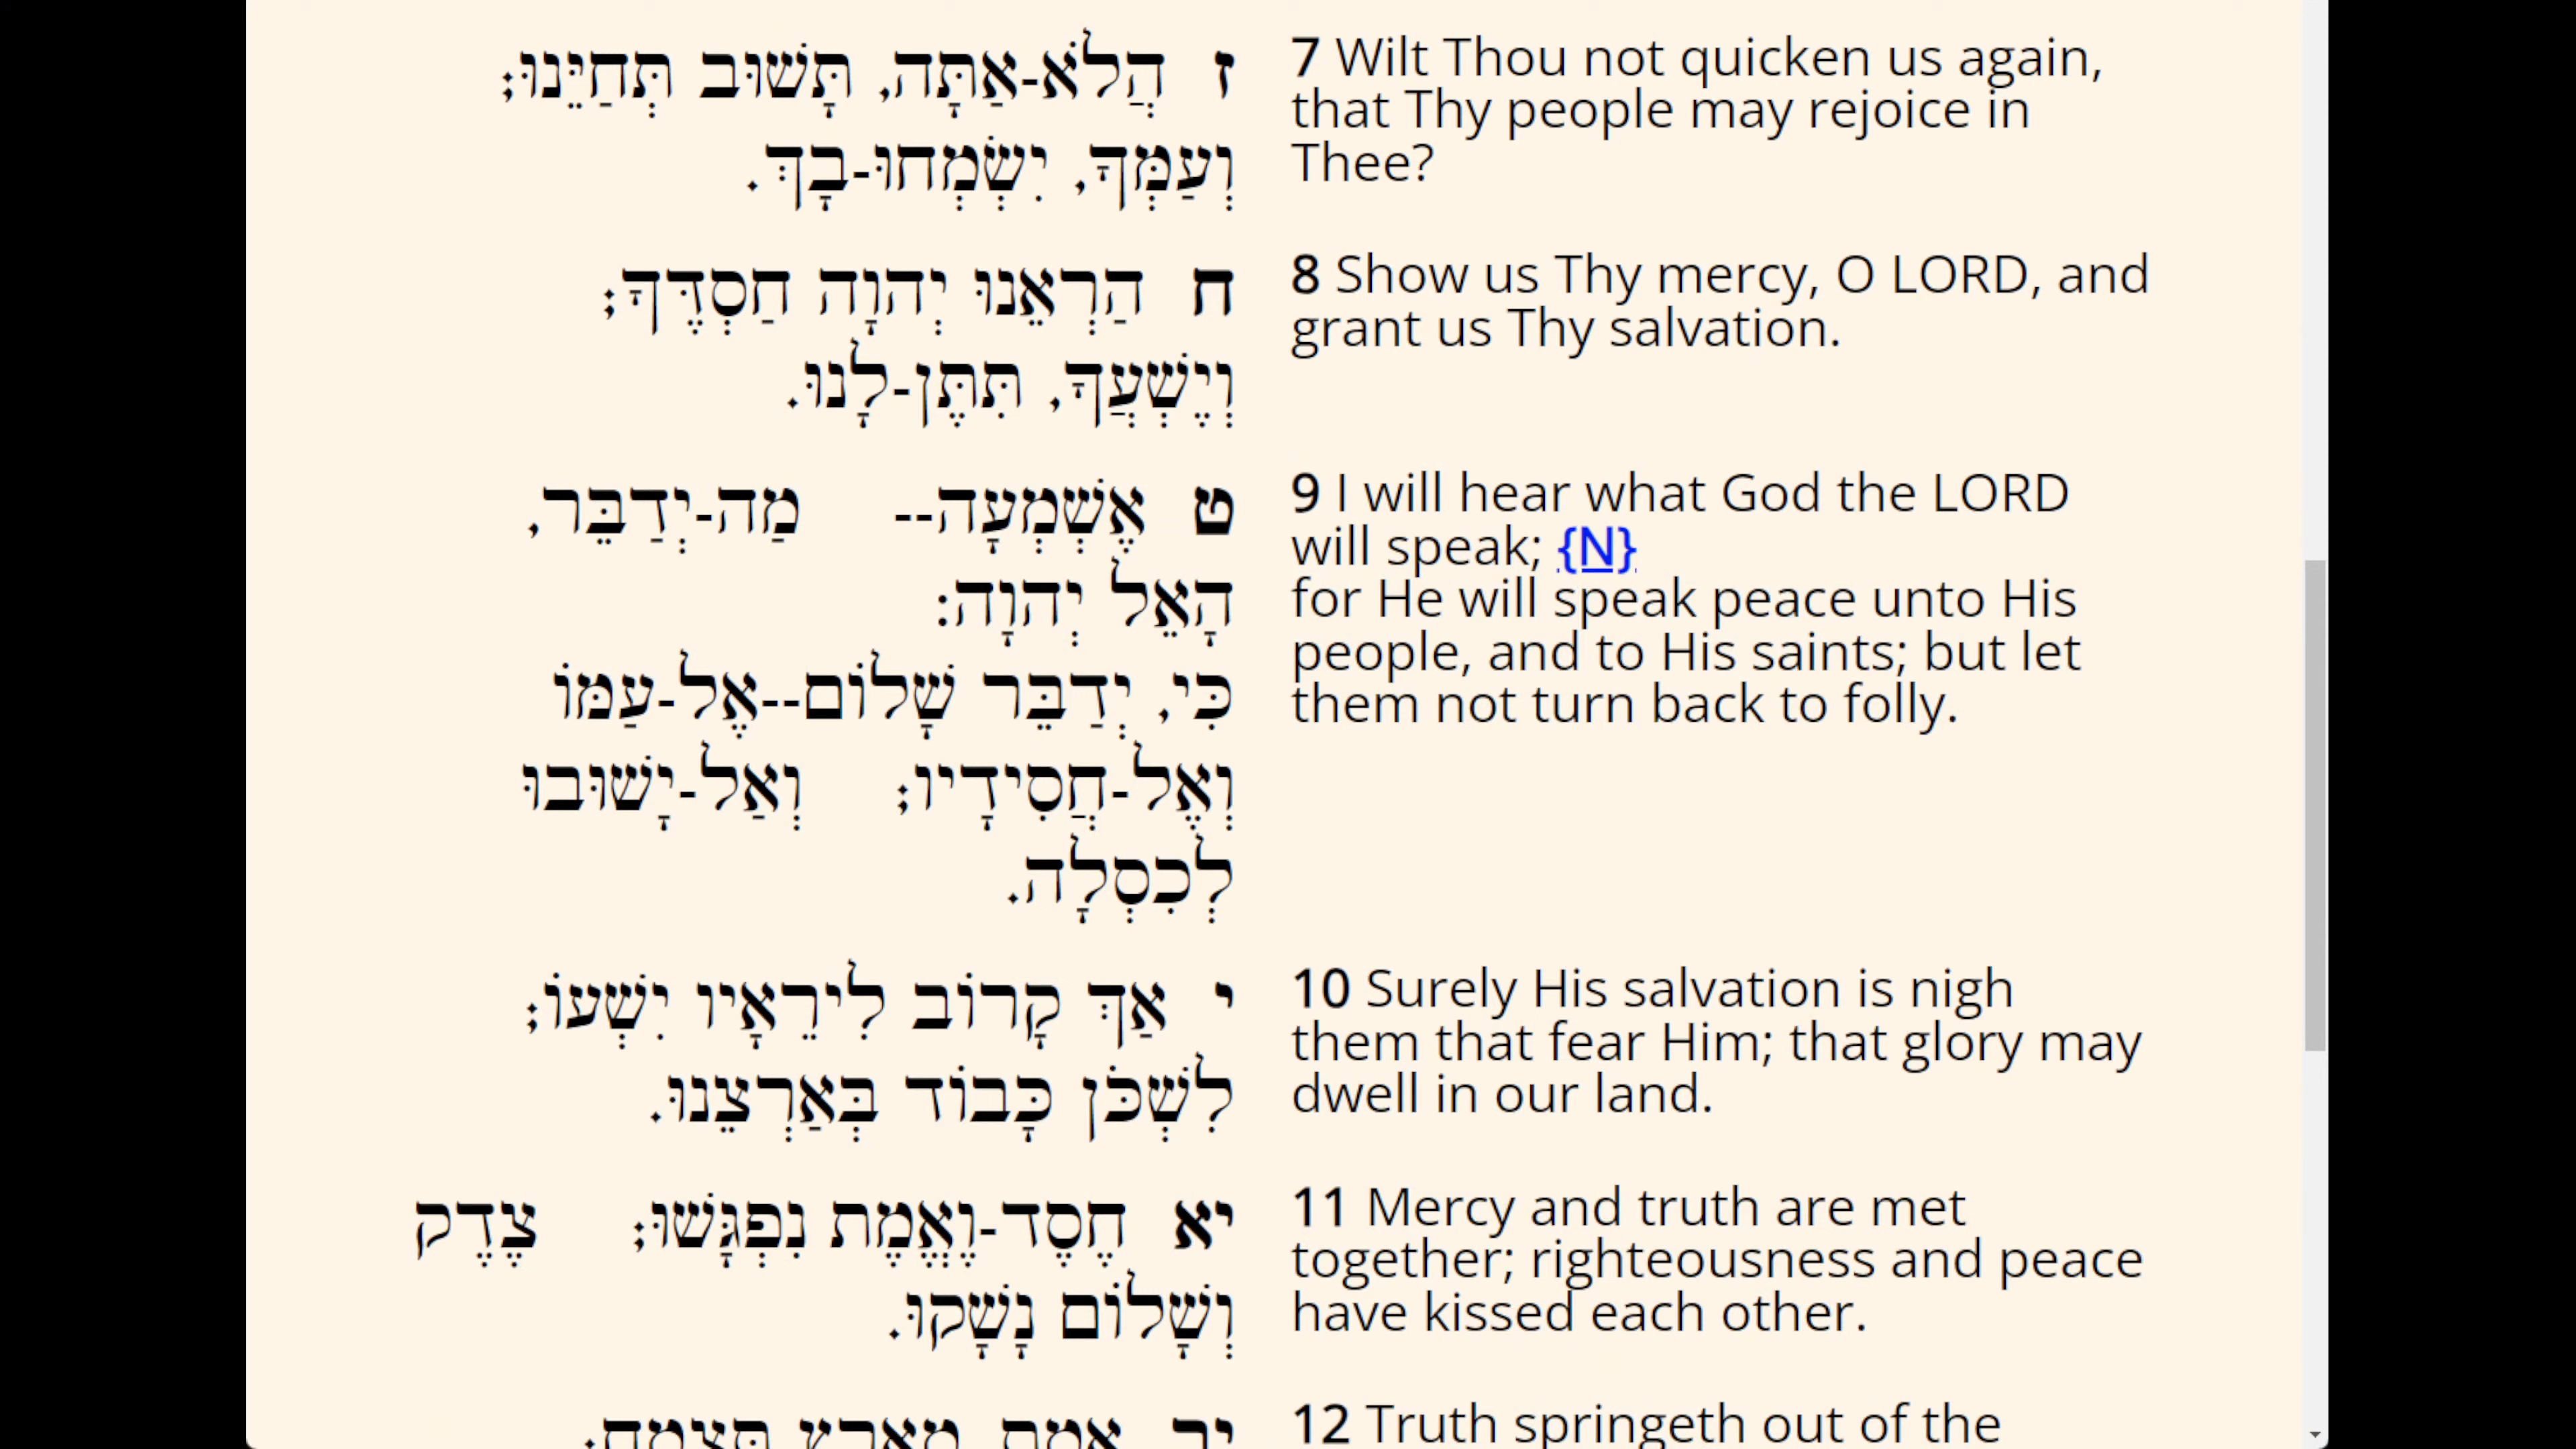 ז  הֲלֹא-אַתָּה, תָּשׁוּב תְּחַיֵּנוּ;
וְעַמְּךָ, יִשְׂמְחוּ-בָךְ.
7 Wilt Thou not quicken us again,
that Thy people may rejoice in
Thee?
ח  הַרְאֵנוּ יְהוָה חַסְדֶּךָ;
וְיֶשְׁעֲךָ, תִּתֶּן-לָנוּ.
8 Show us Thy mercy, O LORD, and
grant us Thy salvation.
ט  אֶשְׁמְעָה--    מַה-יְדַבֵּר,
הָאֵל יְהוָה:
כִּי, יְדַבֵּר שָׁלוֹם--אֶל-עַמּוֹ
וְאֶל-חֲסִידָיו;    וְאַל-יָשׁוּבוּ
לְכִסְלָה.
9 I will hear what God the LORD
will speak; {N}
for He will speak peace unto His
people, and to His saints; but let
them not turn back to folly.
י  אַךְ קָרוֹב לִירֵאָיו יִשְׁעוֹ;
לִשְׁכֹּן כָּבוֹד בְּאַרְצֵנוּ.
10 Surely His salvation is nigh
them that fear Him; that glory may
dwell in our land.
יא  חֶסֶד-וֶאֱמֶת נִפְגָּשׁוּ;    צֶדֶק
וְשָׁלוֹם נָשָׁקוּ.
11 Mercy and truth are met
together; righteousness and peace
have kissed each other.
יב  אֱמֶת, מֵאֶרֶץ תִּצְמָח;
12 Truth springeth out of the